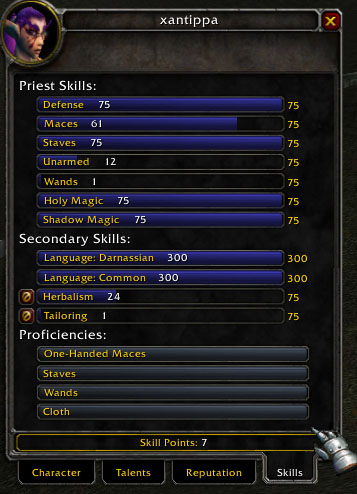 xantippa
Priest Skills:
Defense 75 75
Maces 61 75
Staves 75 75
Unarmed 12 75
Wands 1 75
Holy Magic 75 75
Shadow Magic 75 75
Secondary Skills:
Language: Darnassian 300 300
Language: Common 300 300
Herbalism 24 75
Tailoring 1 75
Proficiencies:
One-Handed Maces
Staves
Wands
Cloth
Skill Points: 7
Character Talents Reputation Skills